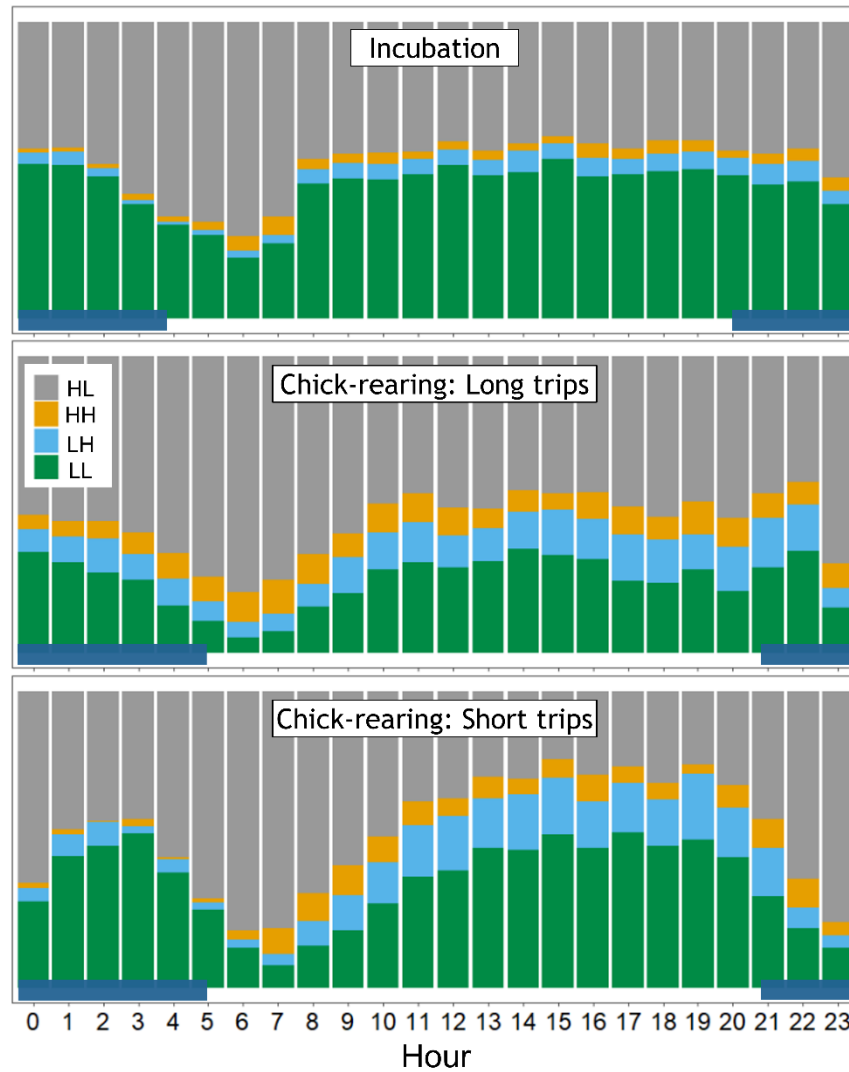 Incubation
Chick-rearing: Long trips
HL
HH
LH
LL
Chick-rearing: Short trips
0 1 2 3 4 5 6 7 8 9 10 11 12 13 14 15 16 17 18 19 20 21 22 23
Hour